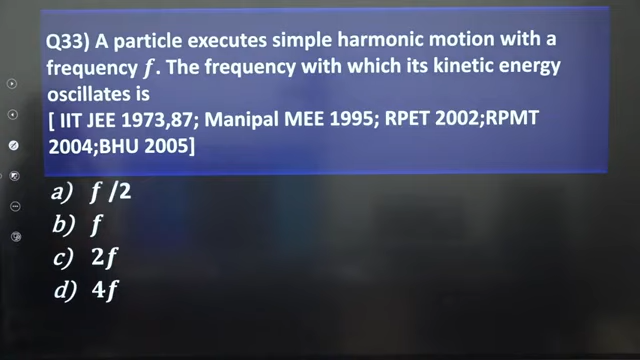 Q33) A particle executes simple harmonic motion with a
frequency f. The frequency with which its kinetic energy
oscillates is
[ IIT JEE 1973,87; Manipal MEE 1995; RPET 2002;RPMT
2004;BHU 2005]
a) f /2
b) f
c) 2f
d) 4f